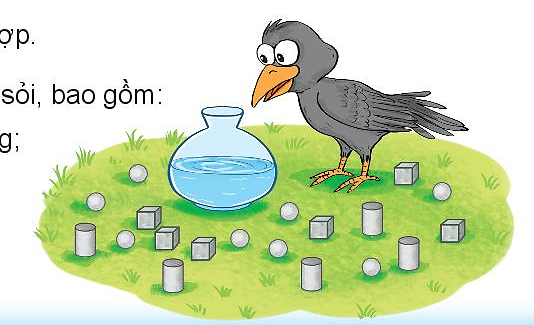 ợp.
sỏi, bao gồm:
g;